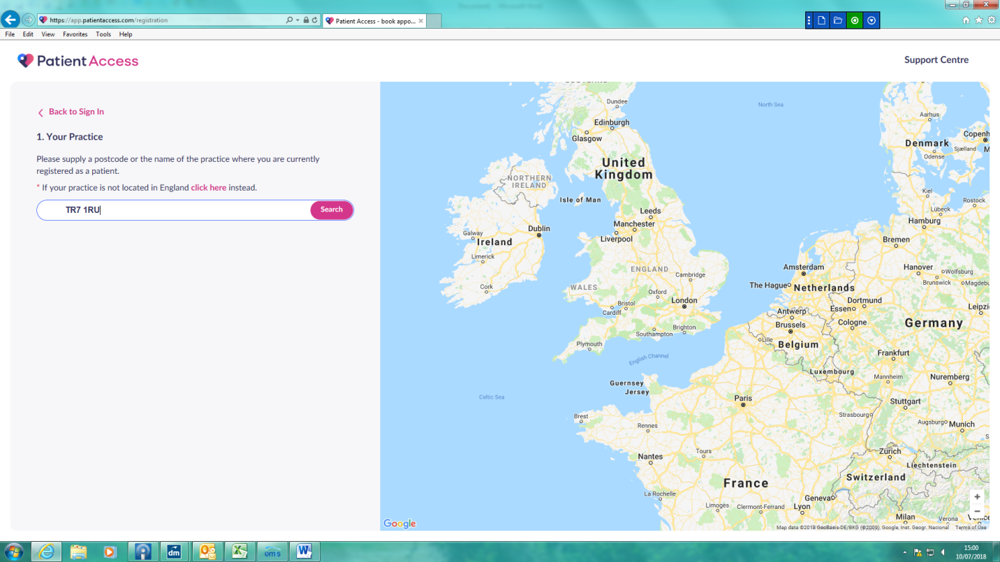 https://app.patientaccess.com/registration
Patient Access - book appo...
File Edit View Favorites Tools Help
Patient Access
Support Centre
Back to Sign In
1. Your Practice
Please supply a postcode or the name of the practice where you are currently
registered as a patient.
* If your practice is not located in England click here instead.
TR7 1RU
Search
Dundee
North Sea
Edinburgh
Glasgow
Aarhus
Denmark
Copenh
Sjælland
M
Odense
United
Kingdom
NORTHERN
IRELAND
Isle of Man
Kiel
Rostock
Lübeck
Hamburg
Leeds
Manchester
Liverpool
Dublin
Galway
Ireland
Limerick
Cork
Bremen
ENGLAND
Cambridge
WALES
Oxford
London
Bristol
Cardiff
Brighton
Southampton
Plymouth
Amsterdam
The Hague
Netherlands
Hanover
Wolfsburg
Brunswick
Magdebu
Dortmund
Essen
Leipzi
Antwerp
Cologne
Brussels
Germany
Lille
Belgium
English Channel
Frankfurt
Luxembourg
Mannheim
Nuremberg
Guernsey
Jersey
Celtic Sea
Paris
Stuttgart
Strasbourg
Augsburg
Munich
S
Brest
Rennes
Nantes
Tours
Zürich
Liechtenstein
Switzerland
France
La Rochelle
Geneva
Limoges
Clermont-Ferrand
Lyon
Milan
Verona
Venice
+
−
Google
Map data ©2018 GeoBasis-DE/BKG (©2009), Google, Inst. Geogr. Nacional Terms of Use
dm
ems
15:00
10/07/2018